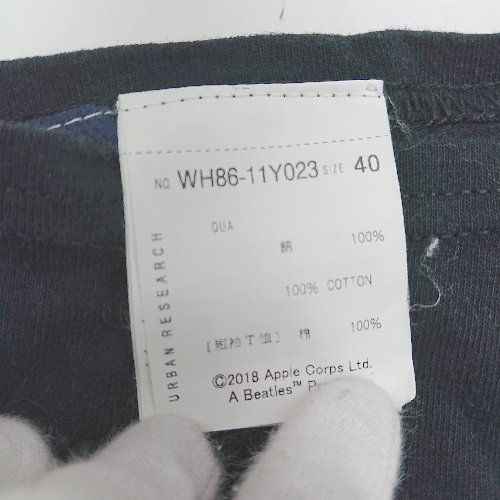 NO. WH86-11Y023 SIZE 40
QUA.
綿 100%
100% COTTON
[短袖T恤] 棉 100%
©2018 Apple Corps Ltd.
A Beatles™
URBAN RESEARCH